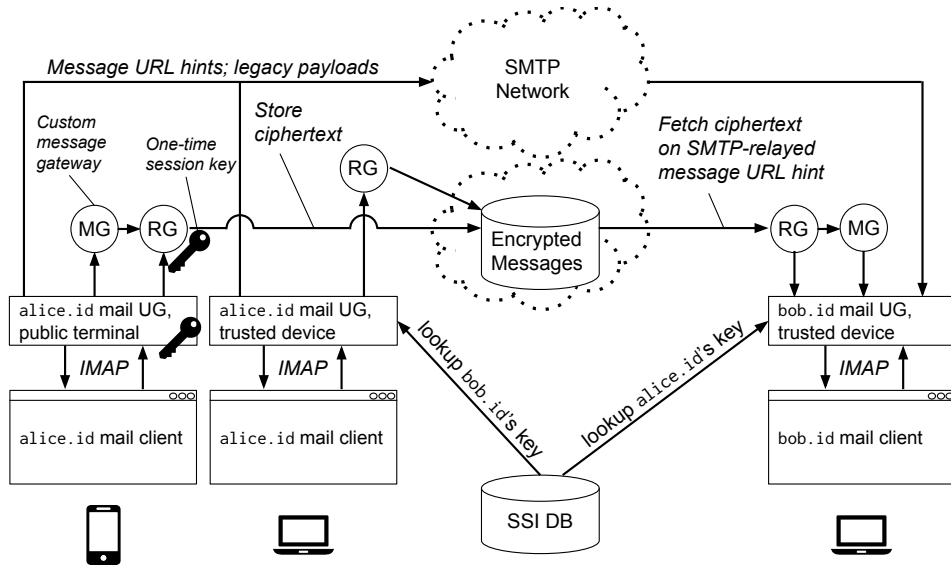 Message URL hints; legacy payloads
SMTP
Network
Custom
message
gateway
One-time
session key
Store
ciphertext
Fetch ciphertext
on SMTP-relayed
message URL hint
RG
MG
RG
Encrypted
Messages
RG
MG
alice.id mail UG,
public terminal
alice.id mail UG,
trusted device
bob.id mail UG,
trusted device
IMAP
IMAP
IMAP
lookup bob.id's key
lookup alice.id's key
alice.id mail client
alice.id mail client
bob.id mail client
SSI DB